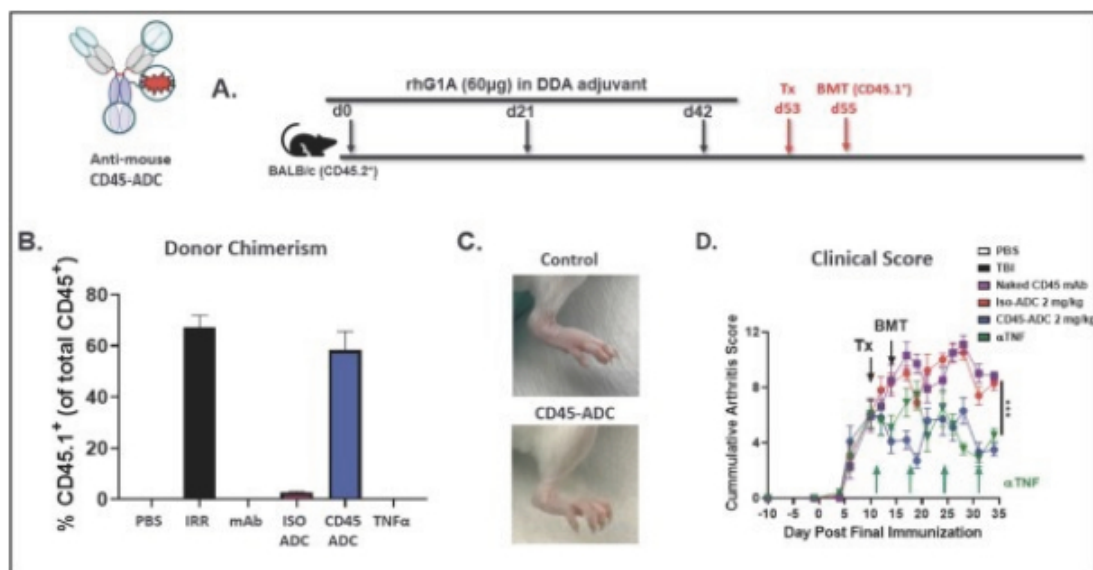 Anti-mouse
CD45-ADC
A.
rhG1A (60µg) in DDA adjuvant
d0
d21
d42
Tx
d53
BMT (CD45.1⁺)
d55
BALB/c (CD45.2⁺)
B.
Donor Chimerism
% CD45.1⁺ (of total CD45⁺)
80
60
40
20
0
PBS
IRR
mAb
ISO
ADC
CD45
ADC
TNFα
C.
Control
CD45-ADC
D.
Clinical Score
PBS
TBI
Naked CD45 mAb
Iso-ADC 2 mg/kg
CD45-ADC 2 mg/kg
αTNF
Cummulative Arthritis Score
12
8
4
0
Tx
BMT
***
αTNF
-10 -5 0 5 10 15 20 25 30 35
Day Post Final Immunization